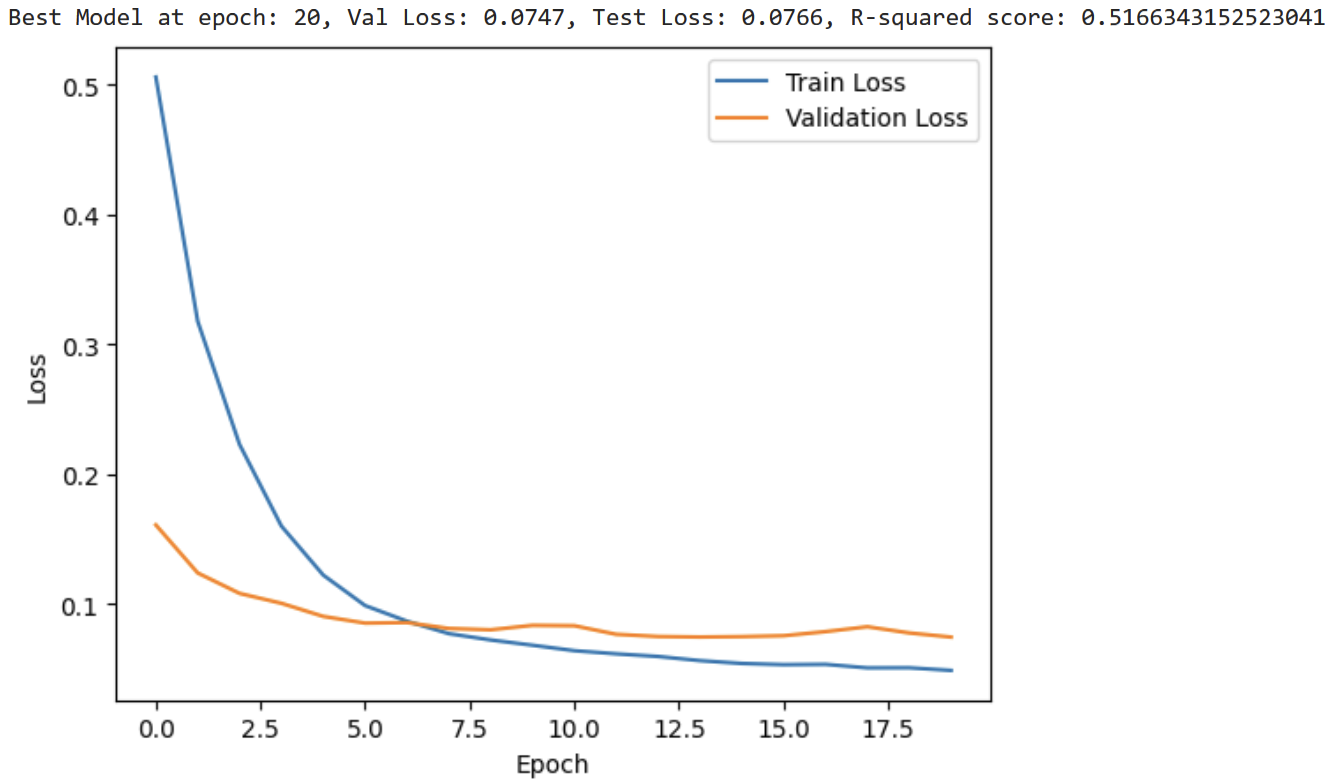 Best Model at epoch: 20, Val Loss: 0.0747, Test Loss: 0.0766, R-squared score: 0.5166343152523041
Train Loss
Validation Loss
0.5
0.4
0.3
0.2
0.1
Loss
0.0 2.5 5.0 7.5 10.0 12.5 15.0 17.5
Epoch